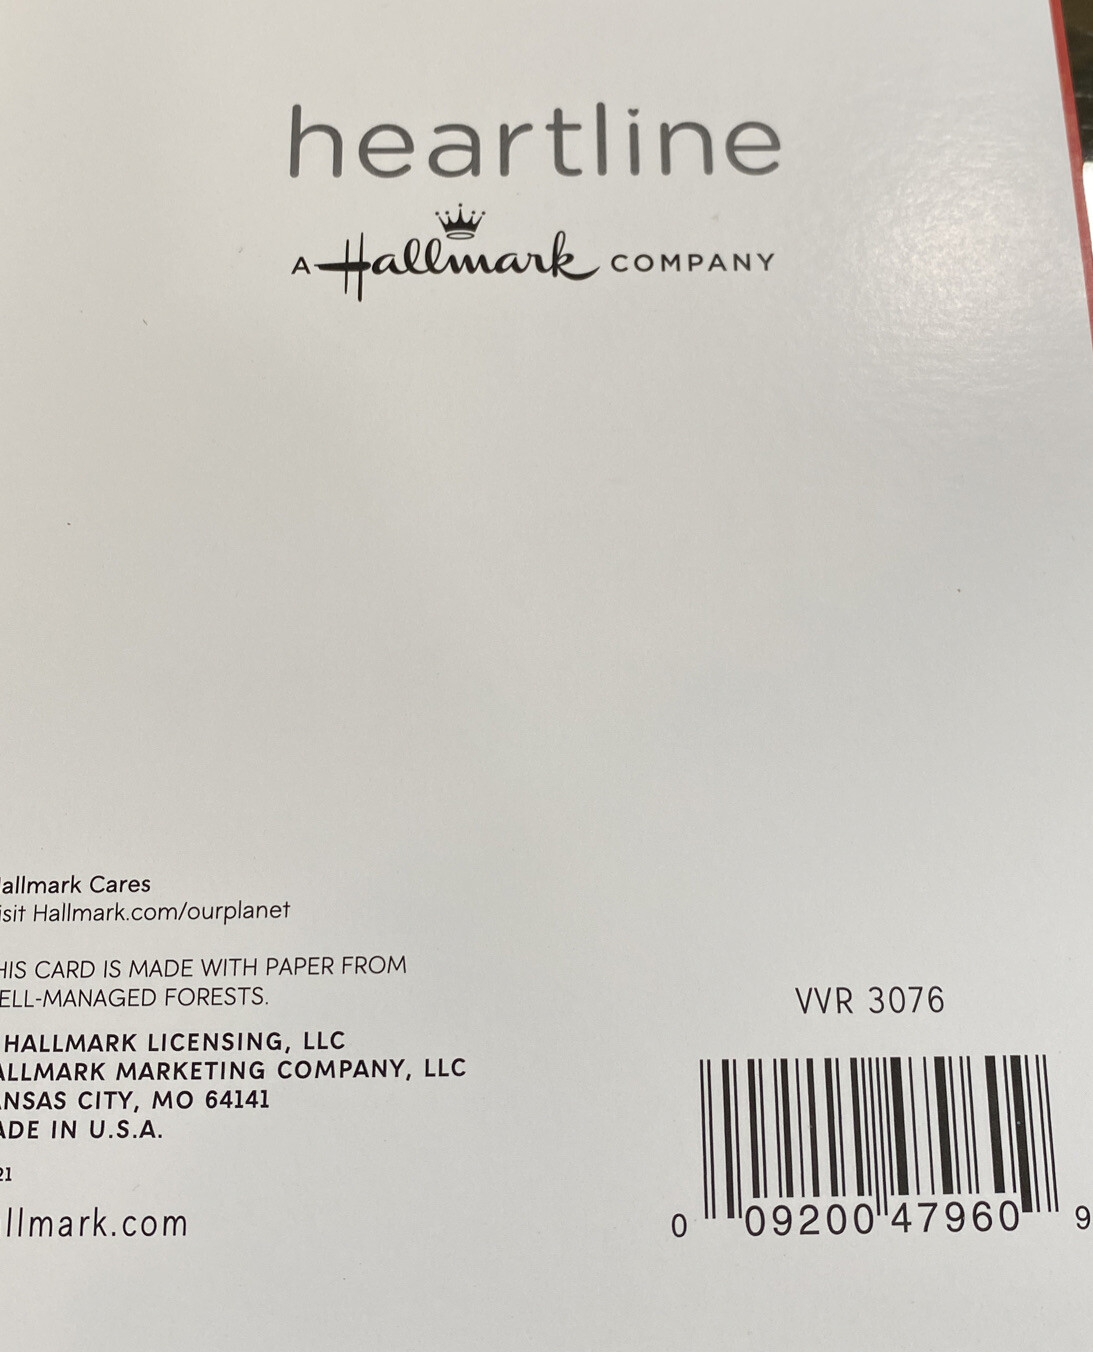 heartline
A Hallmark COMPANY
allmark Cares
isit Hallmark.com/ourplanet
HIS CARD IS MADE WITH PAPER FROM
ELL-MANAGED FORESTS.
HALLMARK LICENSING, LLC
ALLMARK MARKETING COMPANY, LLC
ANSAS CITY, MO 64141
ADE IN U.S.A.
21
llmark.com
VVR 3076
0 09200 47960 9